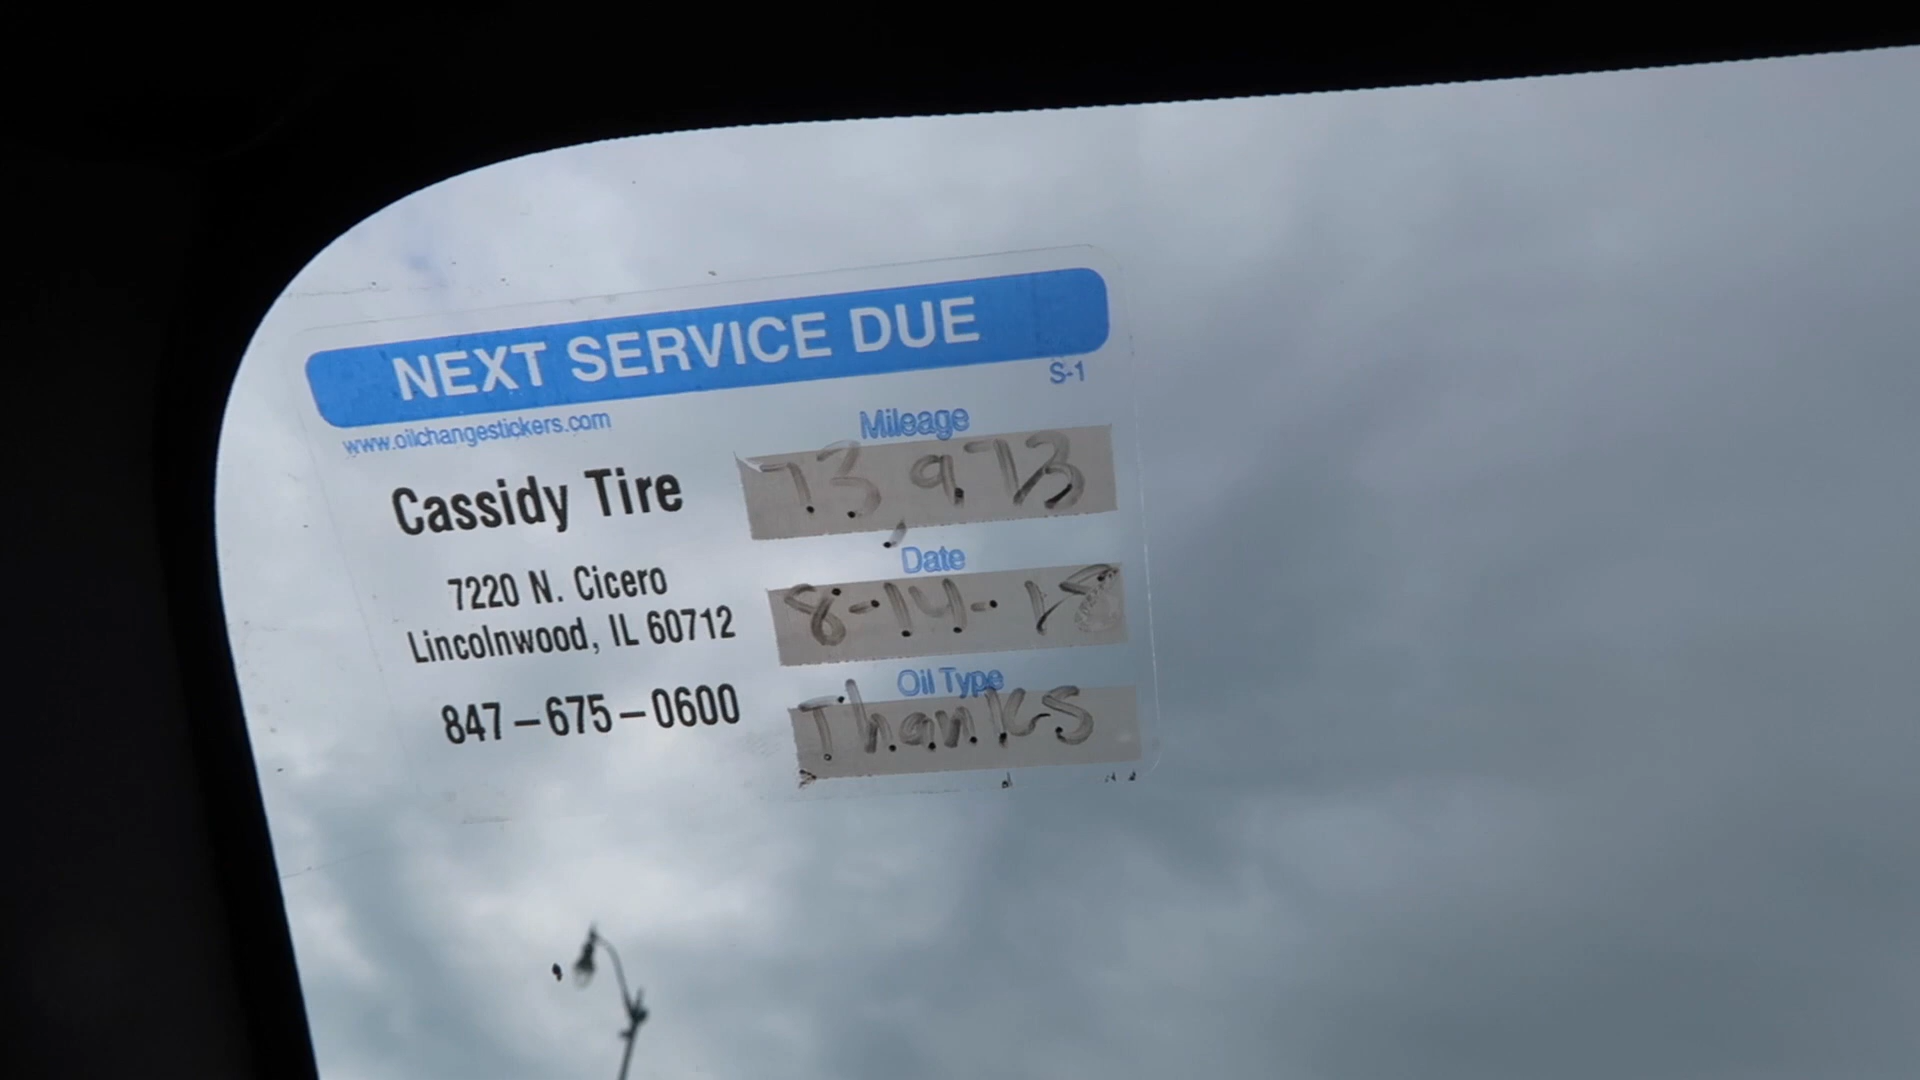 NEXT SERVICE DUE
S-1
www.oilchangestickers.com
Mileage
Cassidy Tire
73,973
Date
7220 N. Cicero
8-14-18
Lincolnwood, IL 60712
Oil Type
847-675-0600
Thanks